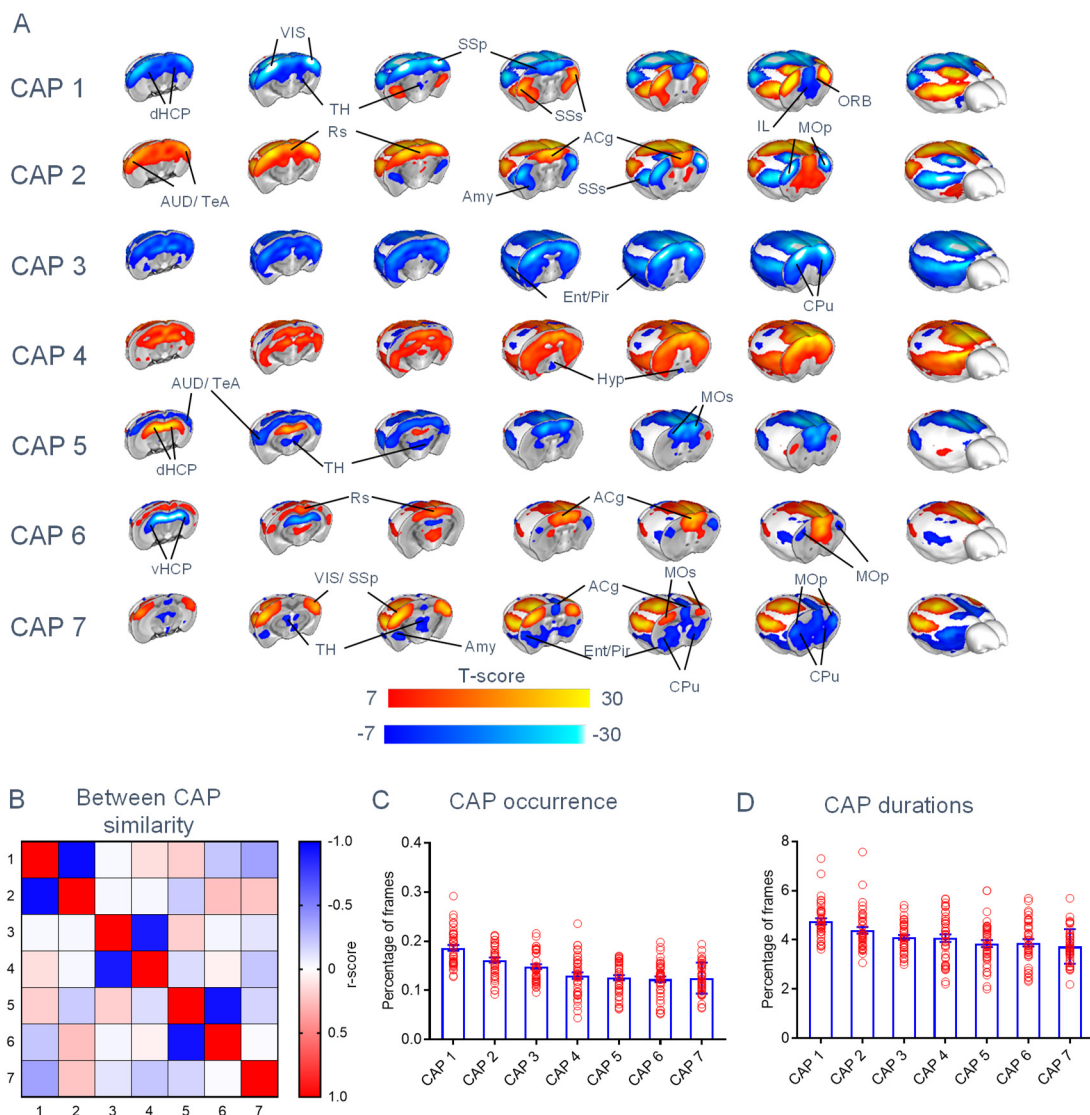 A
VIS
SSp
CAP 1
dHCP
TH
SSs
IL
ORB
Rs
ACg
MOp
CAP 2
AUD/ TeA
Amy
SSs
CAP 3
Ent/Pir
CPu
CAP 4
Hyp
AUD/ TeA
MOs
CAP 5
dHCP
TH
Rs
ACg
CAP 6
vHCP
MOp
VIS/ SSp
ACg
MOs
MOp
CAP 7
TH
Amy
Ent/Pir
CPu
CPu
T-score
7
30
-7
-30
B
Between CAP
similarity
1
2
3
4
5
6
7
1 2 3 4 5 6 7
-1.0
-0.5
0
0.5
1.0
T-score
C
CAP occurrence
Percentage of frames
0.4
0.3
0.2
0.1
0.0
CAP 1 CAP 2 CAP 3 CAP 4 CAP 5 CAP 6 CAP 7
D
CAP durations
Percentage of frames
8
6
4
2
0
CAP 1 CAP 2 CAP 3 CAP 4 CAP 5 CAP 6 CAP 7